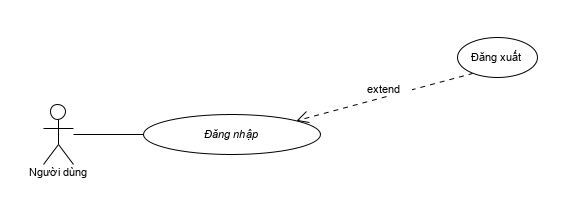 Đăng xuất
extend
Đăng nhập
Người dùng